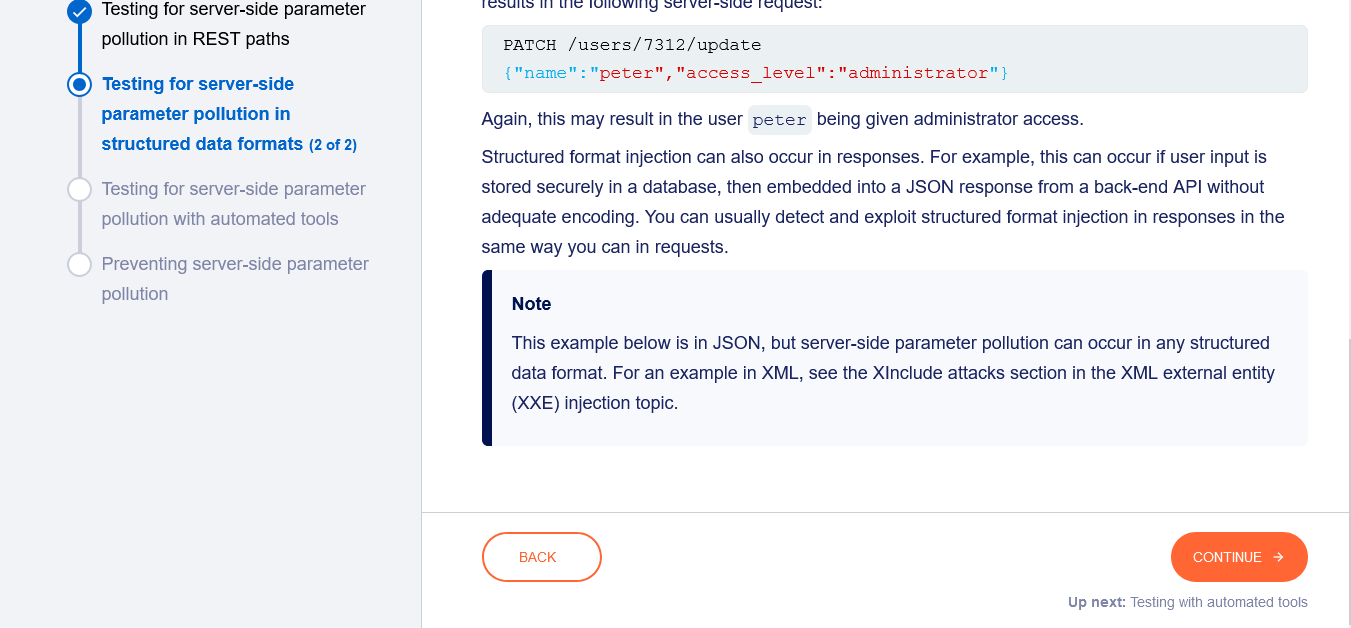 Testing for server-side parameter
pollution in REST paths
Testing for server-side
parameter pollution in
structured data formats (2 of 2)
Testing for server-side parameter
pollution with automated tools
Preventing server-side parameter
pollution
results in the following server-side request:
PATCH /users/7312/update
{"name":"peter","access_level":"administrator"}
Again, this may result in the user peter being given administrator access.
Structured format injection can also occur in responses. For example, this can occur if user input is
stored securely in a database, then embedded into a JSON response from a back-end API without
adequate encoding. You can usually detect and exploit structured format injection in responses in the
same way you can in requests.
Note
This example below is in JSON, but server-side parameter pollution can occur in any structured
data format. For an example in XML, see the XInclude attacks section in the XML external entity
(XXE) injection topic.
BACK
CONTINUE →
Up next: Testing with automated tools